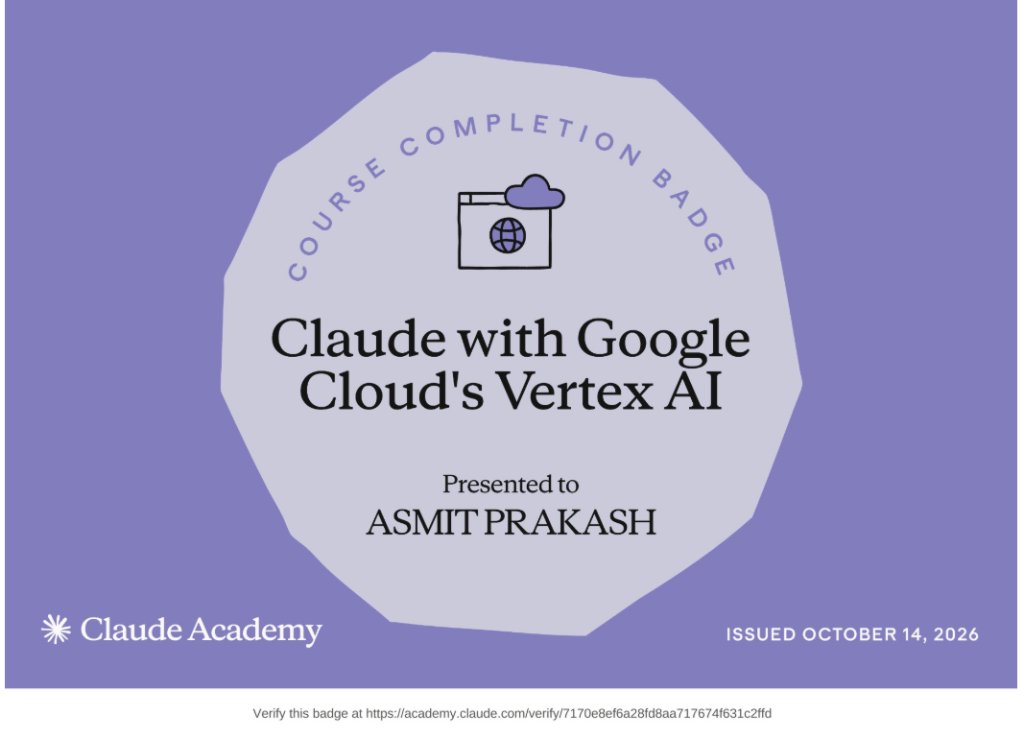 COURSE COMPLETION BADGE
Claude with Google
Cloud's Vertex AI
Presented to
ASMIT PRAKASH
Claude Academy
ISSUED OCTOBER 14, 2026
Verify this badge at https://academy.claude.com/verify/7170e8ef6a28fd8aa717674f631c2ffd